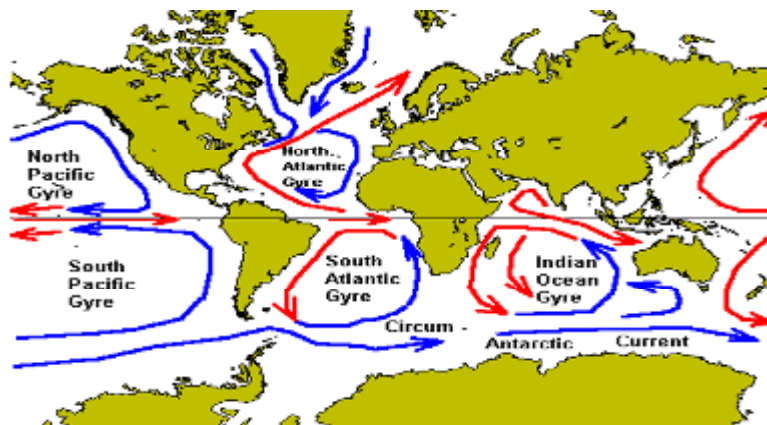 North
Pacific
Gyre
North
Atlantic
Gyre
South
Pacific
Gyre
South
Atlantic
Gyre
Indian
Ocean
Gyre
Circum -
Antarctic Current